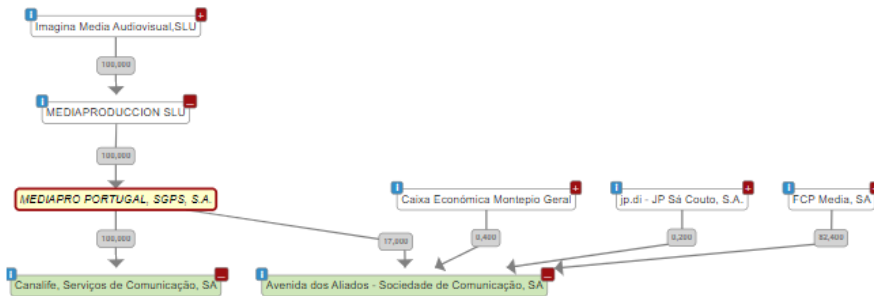 Imagina Media Audiovisual,SLU
100,000
MEDIAPRODUCCION SLU
100,000
MEDIAPRO PORTUGAL, SGPS, S.A.
Caixa Económica Montepio Geral
jp.di - JP Sá Couto, S.A.
FCP Media, SA
100,000
17,000
0,400
0,200
82,400
Canalife, Serviços de Comunicação, SA
Avenida dos Aliados - Sociedade de Comunicação, SA